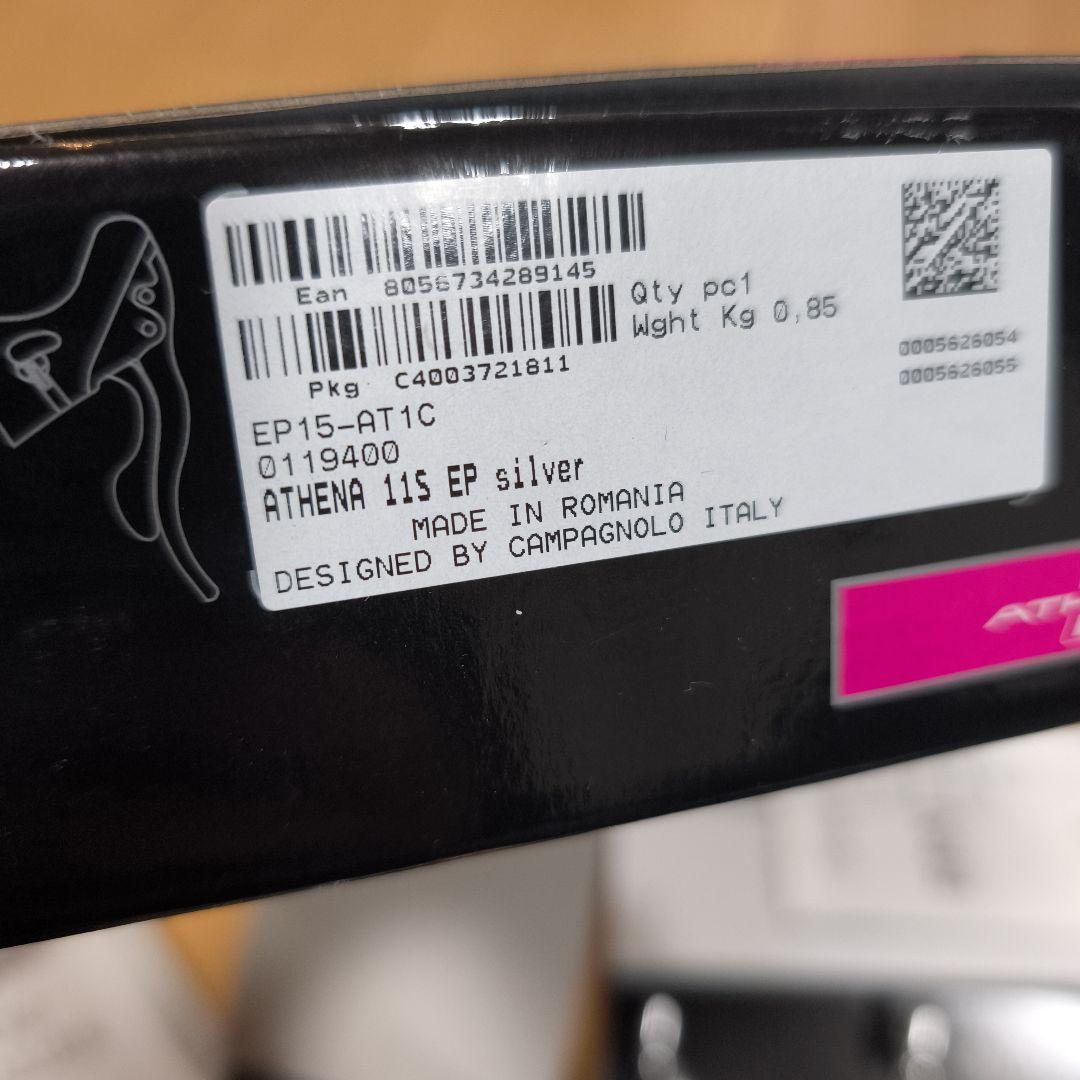 Ean 8056734289145
Qty pc1
Wght Kg 0,85
Pkg C4003721811
0005626054
0005626055
EP15-AT1C
0119400
ATHENA 11S EP silver
MADE IN ROMANIA
DESIGNED BY CAMPAGNOLO ITALY